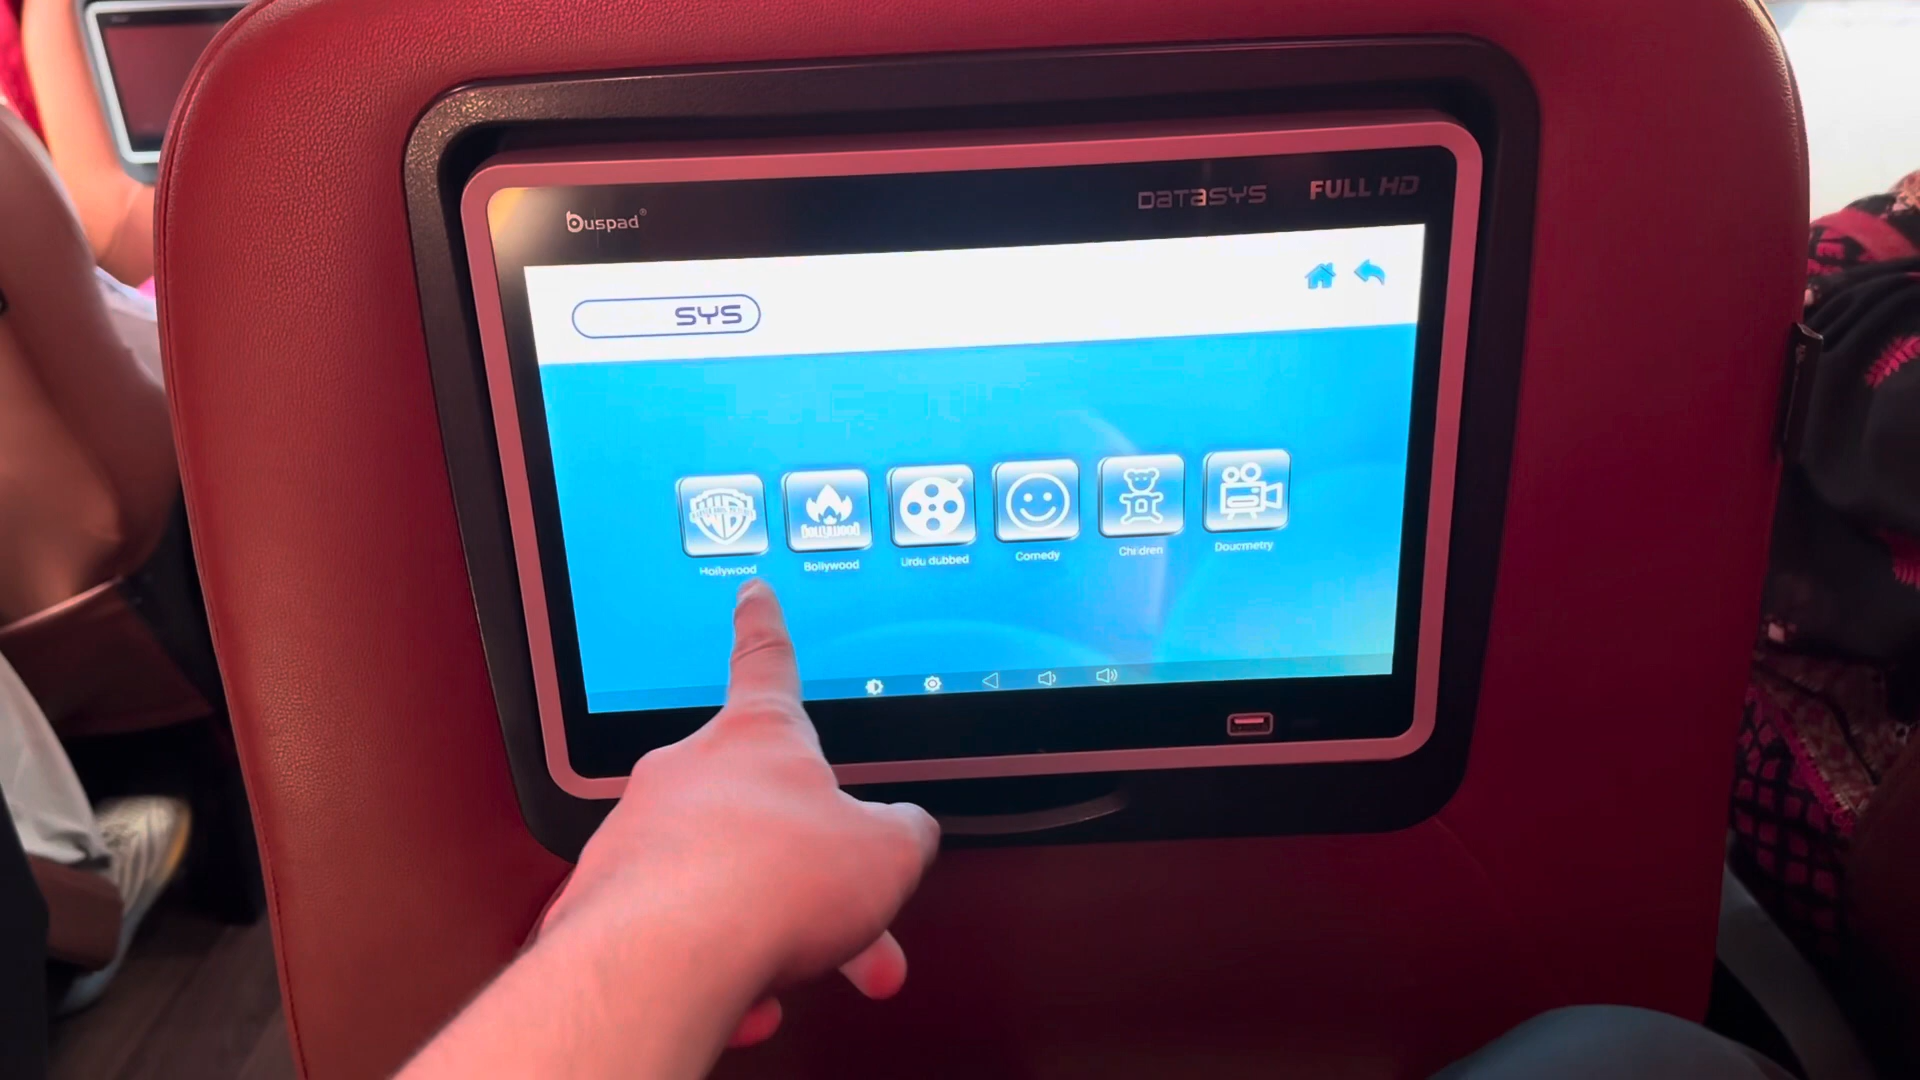 buspad®
DATASYS FULL HD
SYS
Hollywood
Bollywood
Urdu dubbed
Comedy
Children
Doucmetry